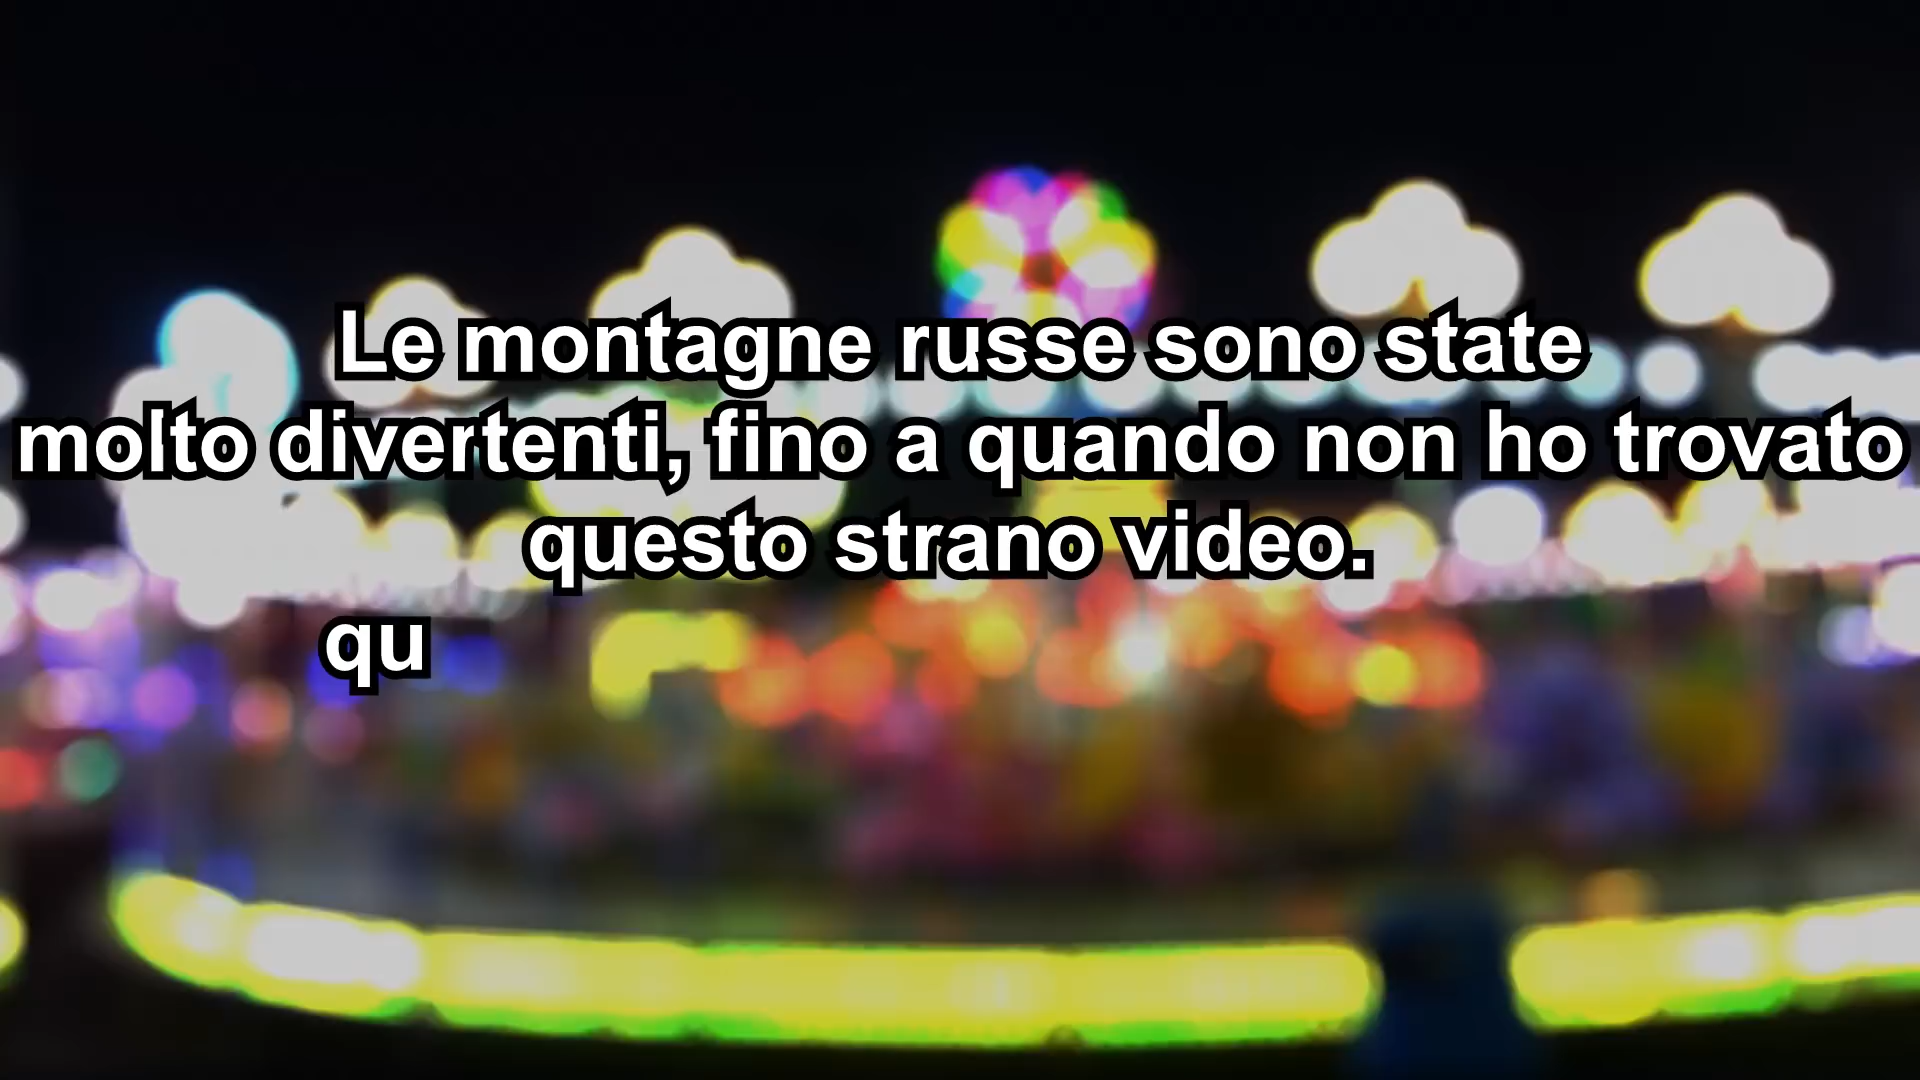 Le montagne russe sono state
molto divertenti, fino a quando non ho trovato
questo strano video.
qu